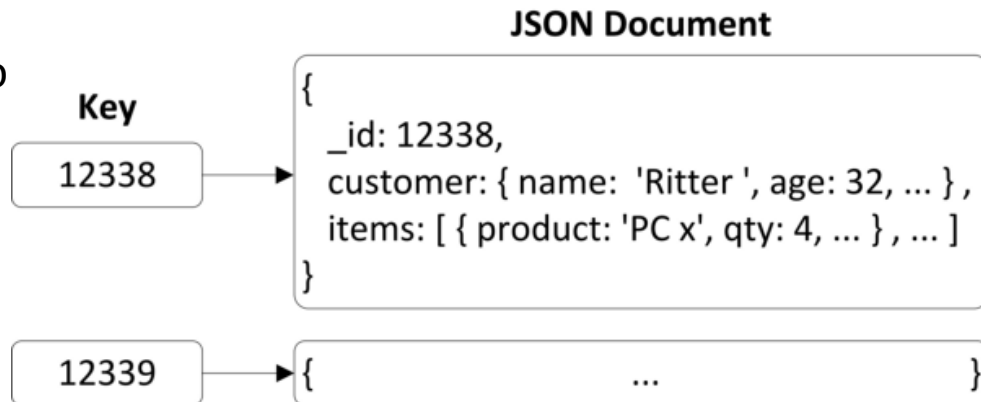 JSON Document
Key
12338
{
_id: 12338,
customer: { name: 'Ritter ', age: 32, ... } ,
items: [ { product: 'PC x', qty: 4, ... } , ... ]
}
12339
{ ... }